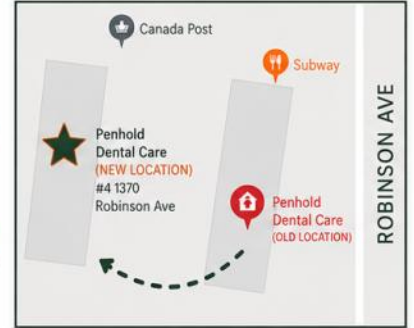 Canada Post
Subway
Penhold
Dental Care
(NEW LOCATION)
#4 1370
Robinson Ave
Penhold
Dental Care
(OLD LOCATION)
ROBINSON AVE